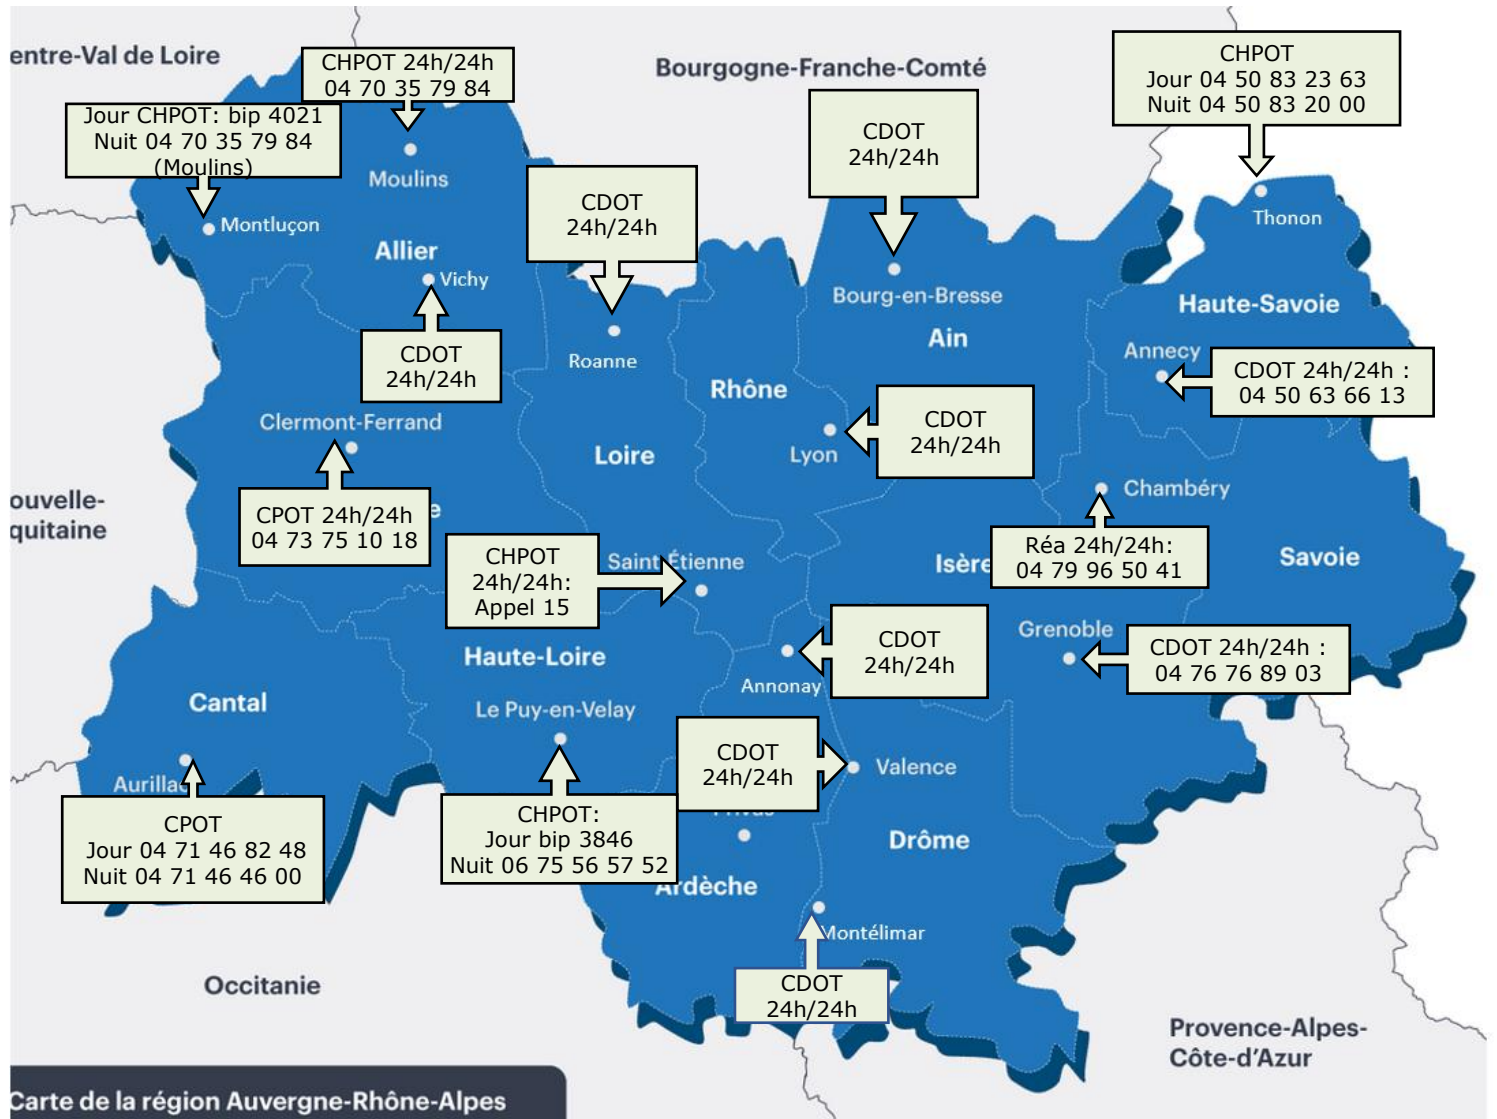 entre-Val de Loire
CHPOT 24h/24h
04 70 35 79 84
Bourgogne-Franche-Comté
CHPOT
Jour 04 50 83 23 63
Nuit 04 50 83 20 00
Jour CHPOT: bip 4021
Nuit 04 70 35 79 84
(Moulins)
CDOT
24h/24h
Moulins
CDOT
24h/24h
Thonon
Montluçon
Allier
Vichy
Bourg-en-Bresse
Haute-Savoie
Ain
CDOT
24h/24h
Roanne
Annecy
CDOT 24h/24h :
04 50 63 66 13
Rhône
Clermont-Ferrand
CDOT
24h/24h
Loire
Lyon
Chambéry
ouvelle-
quitaine
CPOT 24h/24h
04 73 75 10 18
e
CHPOT
24h/24h:
Appel 15
Saint-Étienne
Isère
Réa 24h/24h:
04 79 96 50 41
Savoie
Haute-Loire
CDOT
24h/24h
Grenoble
CDOT 24h/24h :
04 76 76 89 03
Annonay
Cantal
Le Puy-en-Velay
CDOT
24h/24h
Valence
Aurillac
CPOT
Jour 04 71 46 82 48
Nuit 04 71 46 46 00
CHPOT:
Jour bip 3846
Nuit 06 75 56 57 52
Privas
Drôme
Ardèche
Montélimar
CDOT
24h/24h
Occitanie
Provence-Alpes-
Côte-d'Azur
Carte de la région Auvergne-Rhône-Alpes